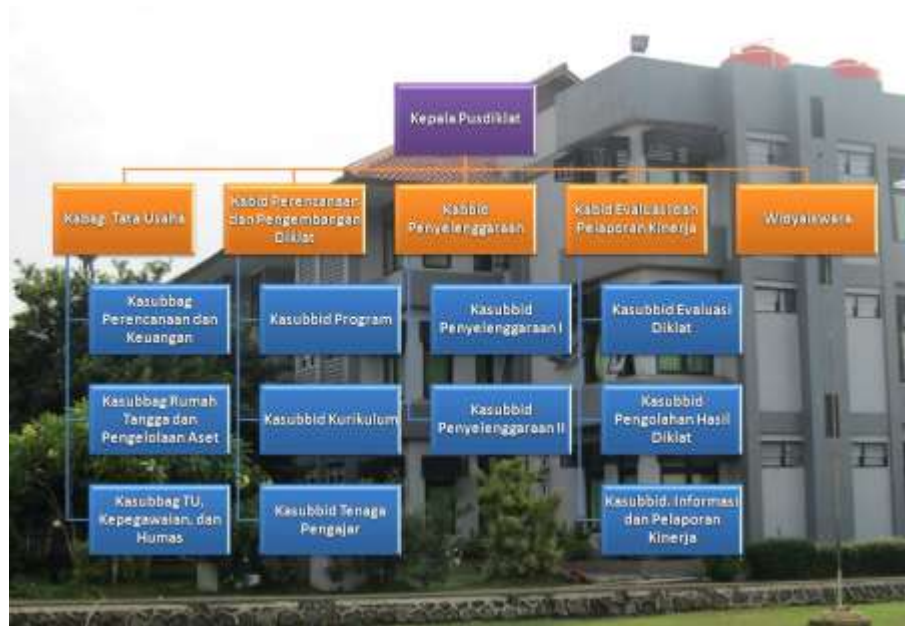 Kepala Pusdiklat
Kabag. Tata Usaha
Kabid Perencanaan
dan Pengembangan
Diklat
Kabbid
Penyelenggaraan
Kabid Evaluasi dan
Pelaporan Kinerja
Widyaiswara
Kasubbag
Perencanaan dan
Keuangan
Kasubbid Program
Kasubbid
Penyelenggaraan I
Kasubbid Evaluasi
Diklat
Kasubbag Rumah
Tangga dan
Pengelolaan Aset
Kasubbid Kurikulum
Kasubbid
Penyelenggaraan II
Kasubbid
Pengolahan Hasil
Diklat
Kasubbag TU,
Kepegawaian, dan
Humas
Kasubbid Tenaga
Pengajar
Kasubbid. Informasi
dan Pelaporan
Kinerja